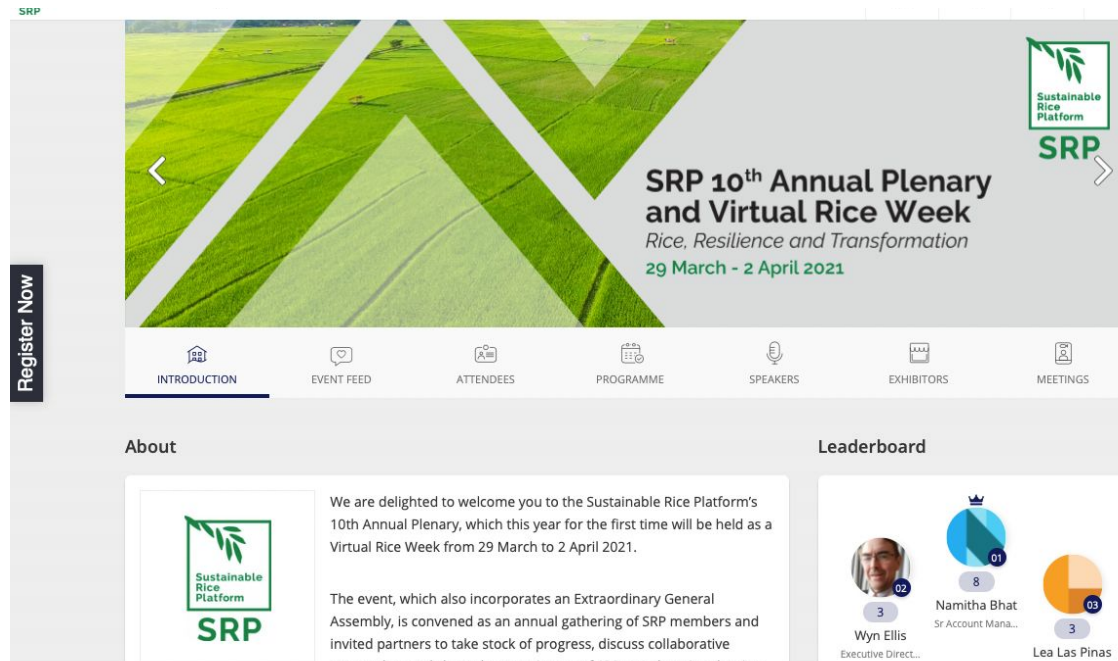 SRP
Sustainable
Rice
Platform
SRP
SRP 10th Annual Plenary
and Virtual Rice Week
Rice, Resilience and Transformation
29 March - 2 April 2021
Register Now
INTRODUCTION
EVENT FEED
ATTENDEES
PROGRAMME
SPEAKERS
EXHIBITORS
MEETINGS
About
Sustainable
Rice
Platform
SRP
We are delighted to welcome you to the Sustainable Rice Platform's
10th Annual Plenary, which this year for the first time will be held as a
Virtual Rice Week from 29 March to 2 April 2021.
The event, which also incorporates an Extraordinary General
Assembly, is convened as an annual gathering of SRP members and
invited partners to take stock of progress, discuss collaborative
Leaderboard
02
3
Wyn Ellis
Executive Direct...
01
8
Namitha Bhat
Sr Account Mana...
03
3
Lea Las Pinas